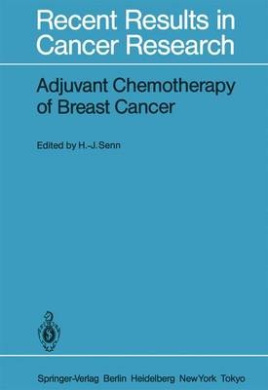 Recent Results in
Cancer Research
Adjuvant Chemotherapy
of Breast Cancer
Edited by H.-J. Senn
Springer-Verlag Berlin Heidelberg New York Tokyo